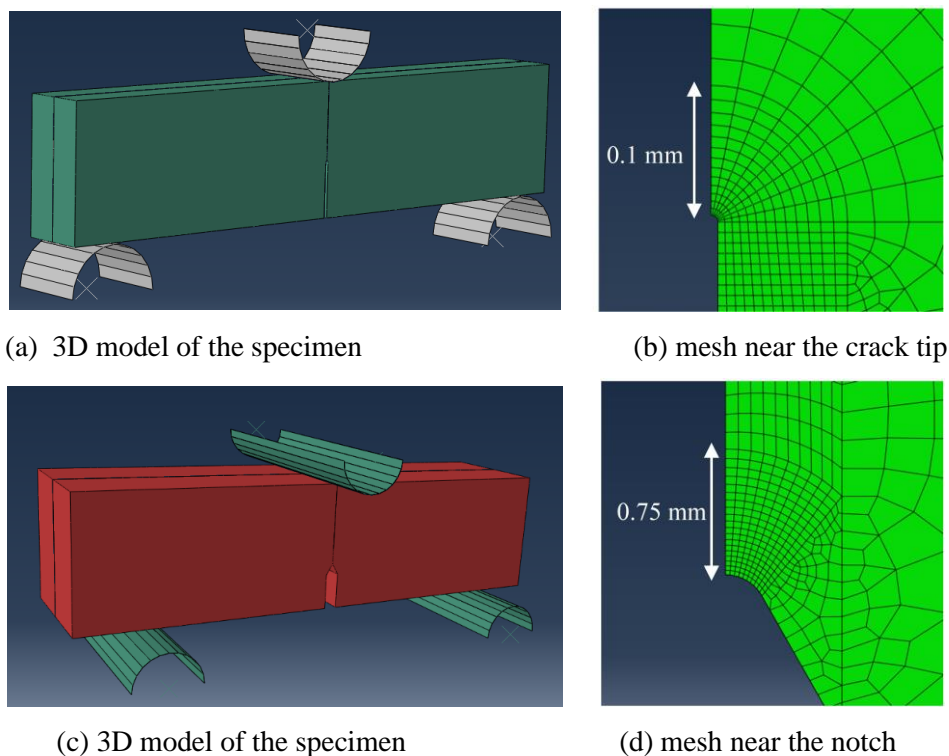 0.1 mm
(a) 3D model of the specimen
(b) mesh near the crack tip
0.75 mm
(c) 3D model of the specimen
(d) mesh near the notch